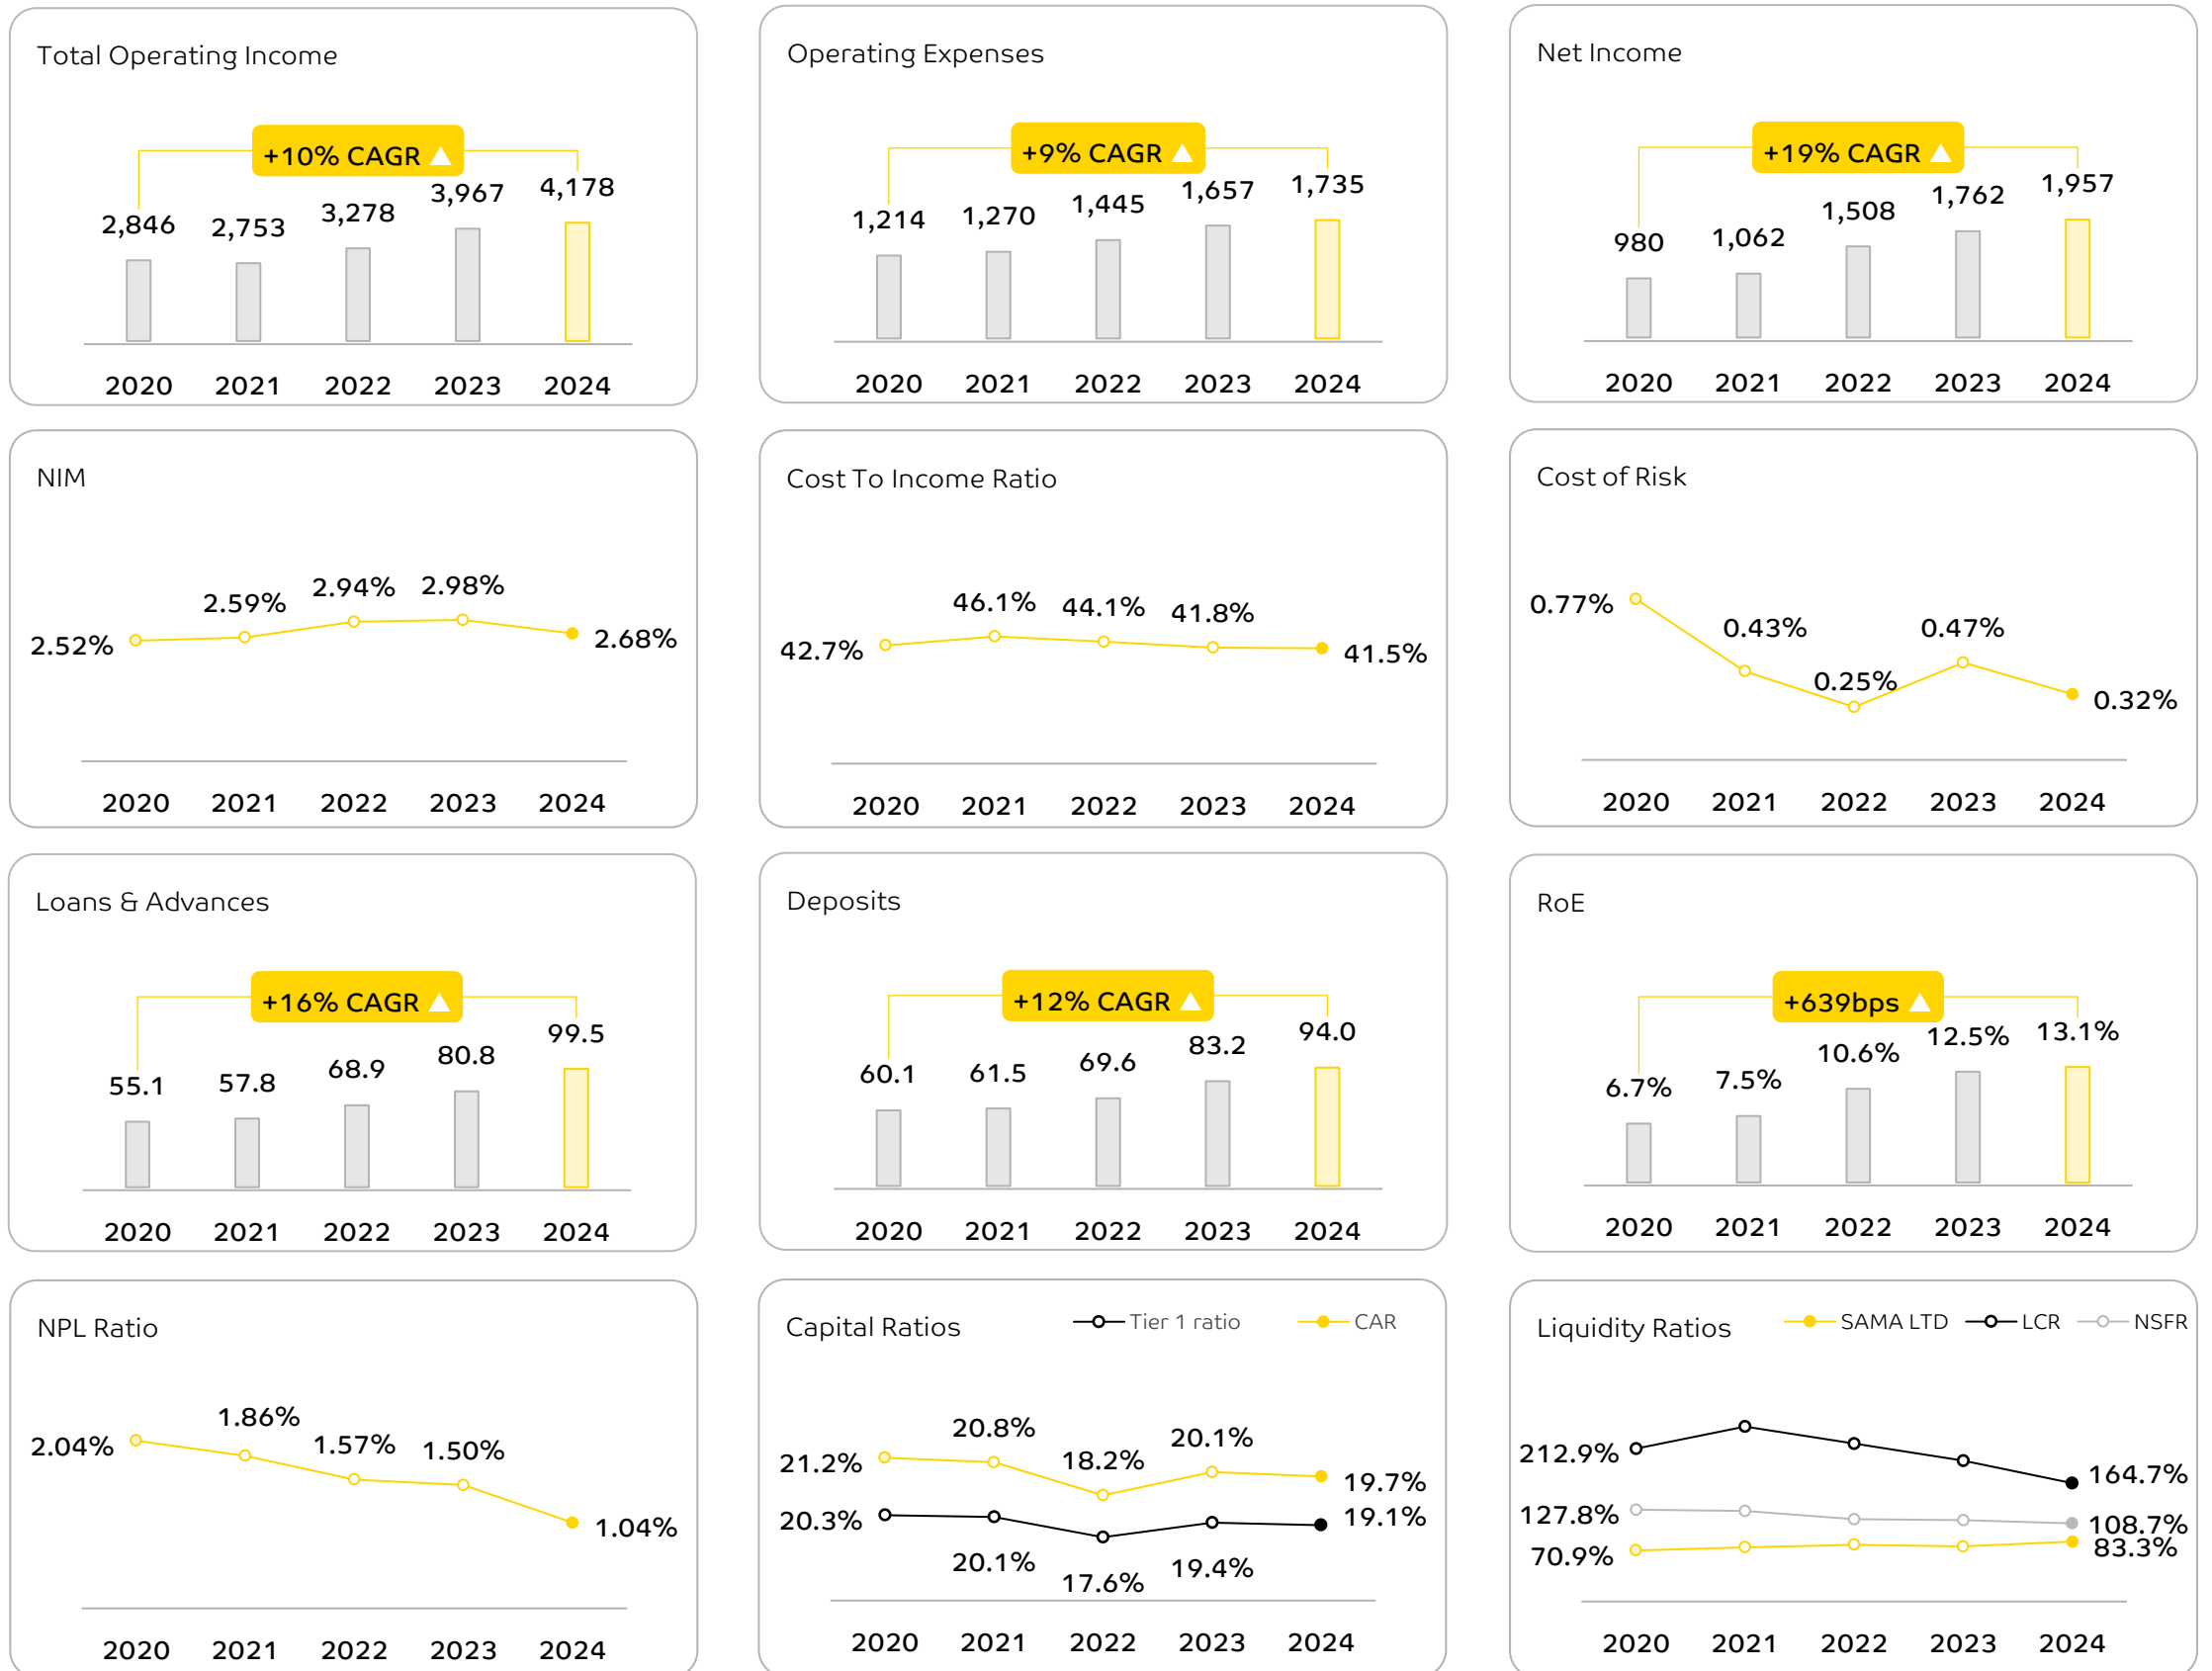 Total Operating Income
+10% CAGR
2,846
2,753
3,278
3,967
4,178
2020 2021 2022 2023 2024
Operating Expenses
+9% CAGR
1,214
1,270
1,445
1,657
1,735
2020 2021 2022 2023 2024
Net Income
+19% CAGR
980
1,062
1,508
1,762
1,957
2020 2021 2022 2023 2024
NIM
2.52%
2.59%
2.94%
2.98%
2.68%
2020 2021 2022 2023 2024
Cost To Income Ratio
42.7%
46.1%
44.1%
41.8%
41.5%
2020 2021 2022 2023 2024
Cost of Risk
0.77%
0.43%
0.25%
0.47%
0.32%
2020 2021 2022 2023 2024
Loans & Advances
+16% CAGR
55.1
57.8
68.9
80.8
99.5
2020 2021 2022 2023 2024
Deposits
+12% CAGR
60.1
61.5
69.6
83.2
94.0
2020 2021 2022 2023 2024
RoE
+639bps
6.7%
7.5%
10.6%
12.5%
13.1%
2020 2021 2022 2023 2024
NPL Ratio
2.04%
1.86%
1.57%
1.50%
1.04%
2020 2021 2022 2023 2024
Capital Ratios
Tier 1 ratio CAR
21.2%
20.8%
18.2%
20.1%
19.7%
20.3%
20.1%
17.6%
19.4%
19.1%
2020 2021 2022 2023 2024
Liquidity Ratios
SAMA LTD LCR NSFR
212.9%
164.7%
127.8%
108.7%
70.9%
83.3%
2020 2021 2022 2023 2024